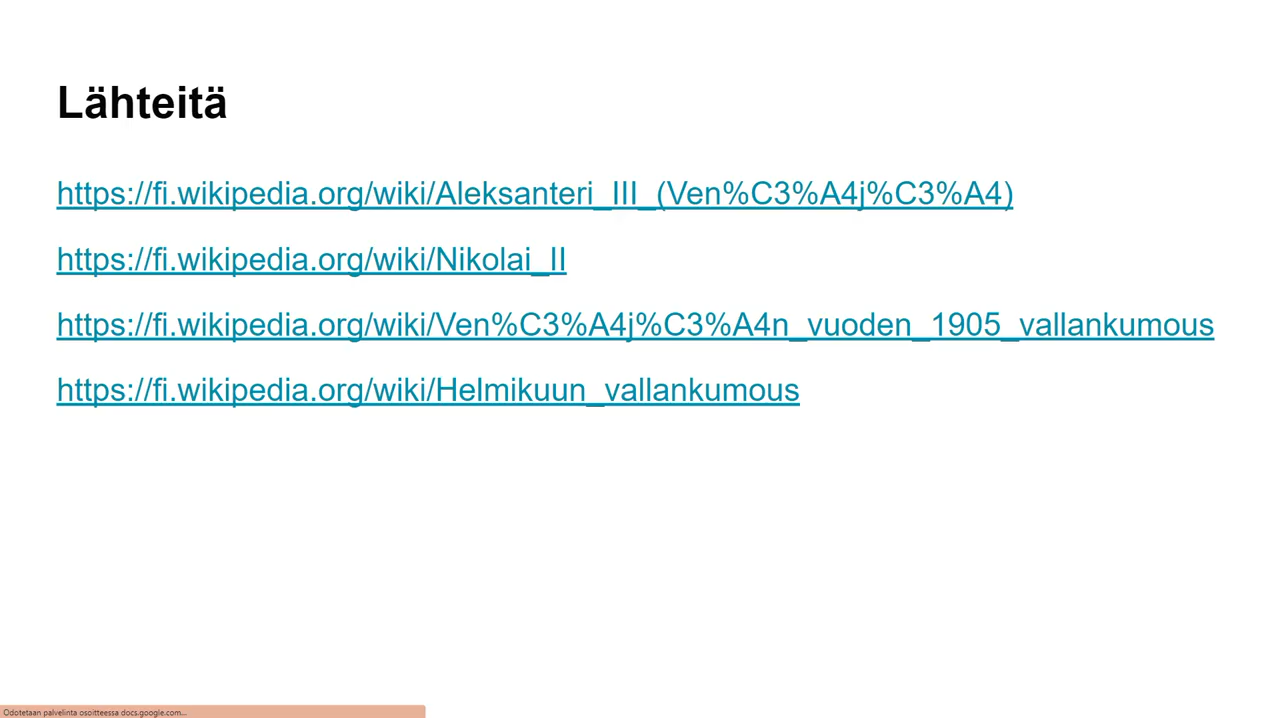 Lähteitä
https://fi.wikipedia.org/wiki/Aleksanteri_III_(Ven%C3%A4j%C3%A4)
https://fi.wikipedia.org/wiki/Nikolai_II
https://fi.wikipedia.org/wiki/Ven%C3%A4j%C3%A4n_vuoden_1905_vallankumous
https://fi.wikipedia.org/wiki/Helmikuun_vallankumous
Odotetaan palvelinta osoitteessa docs.google.com...